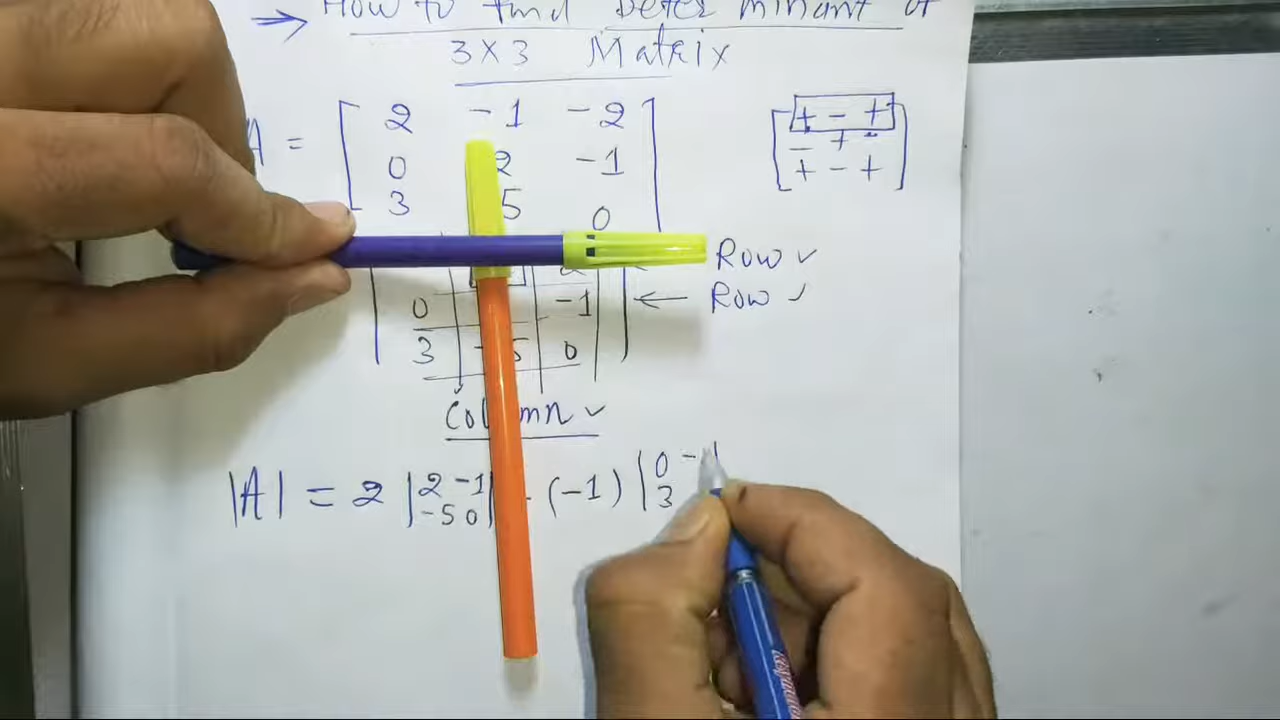 → How to find Determinant of
3×3 Matrix
A = [ 2 -1 -2
0 2 -1
3 5 0 ]
[ + - +
- + -
+ - + ]
← Row ✓
0 -1 ← Row ✓
3 -5 0
Column ✓
|A| = 2 |2 -1 - (-1) |0 -1
-5 0| 3